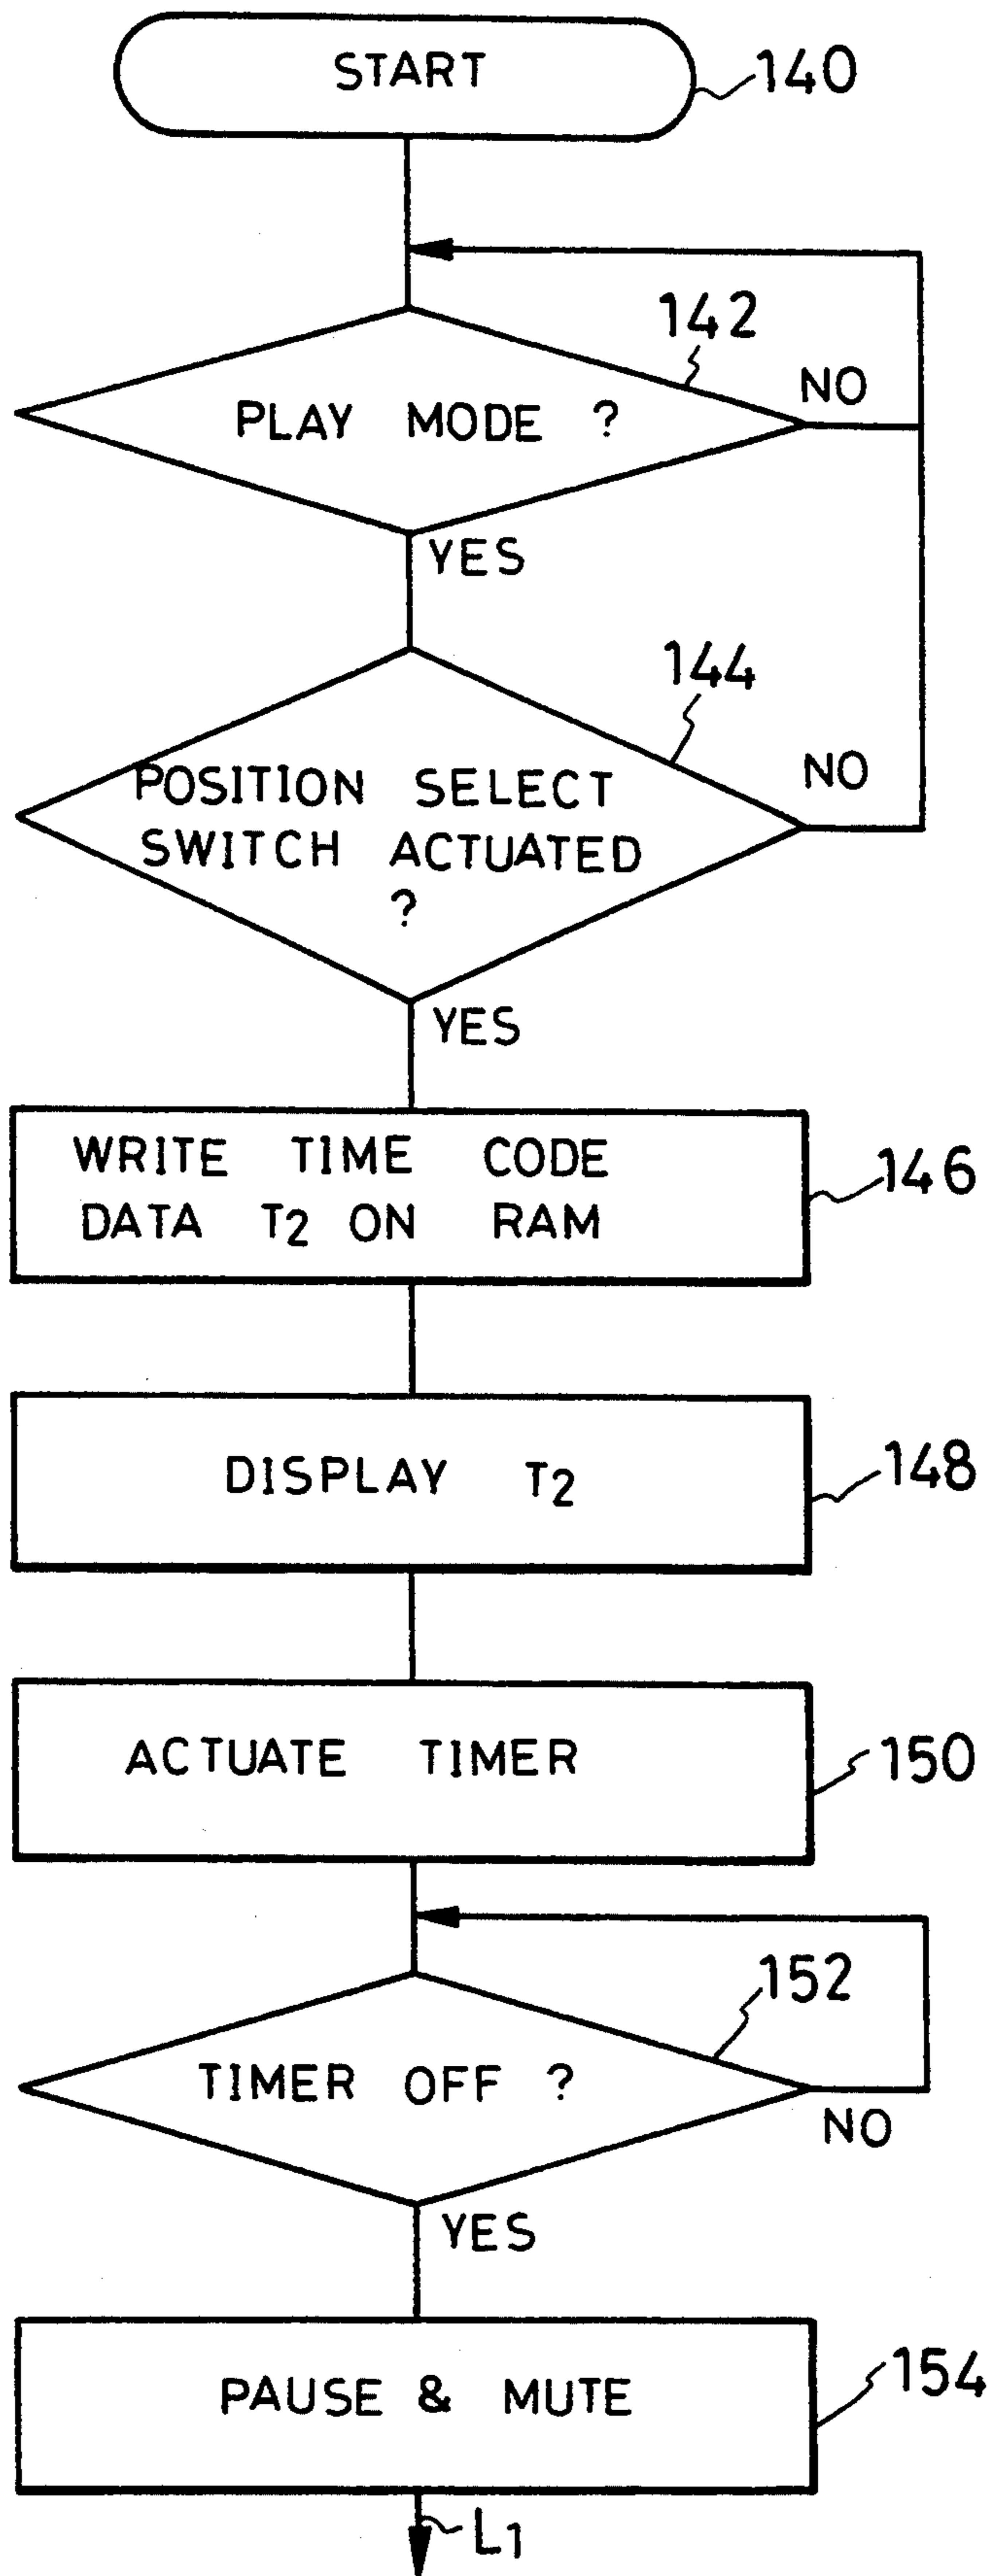 START
140
142
NO
PLAY MODE ?
YES
144
NO
POSITION SELECT
SWITCH ACTUATED
?
YES
WRITE TIME CODE
DATA T2 ON RAM
146
DISPLAY T2
148
ACTUATE TIMER
150
152
TIMER OFF ?
NO
YES
PAUSE & MUTE
154
L1